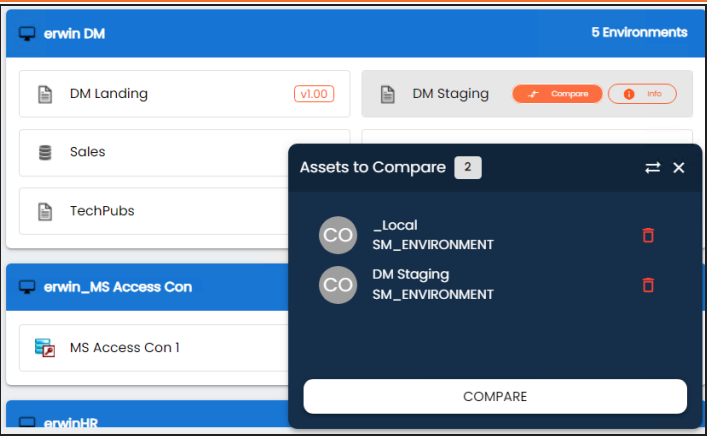 erwin DM
5 Environments
DM Landing
v1.00
DM Staging
Compare
Info
Sales
TechPubs
Assets to Compare 2
CO
_Local
SM_ENVIRONMENT
CO
DM Staging
SM_ENVIRONMENT
COMPARE
erwin_MS Access Con
MS Access Con 1
erwinHR